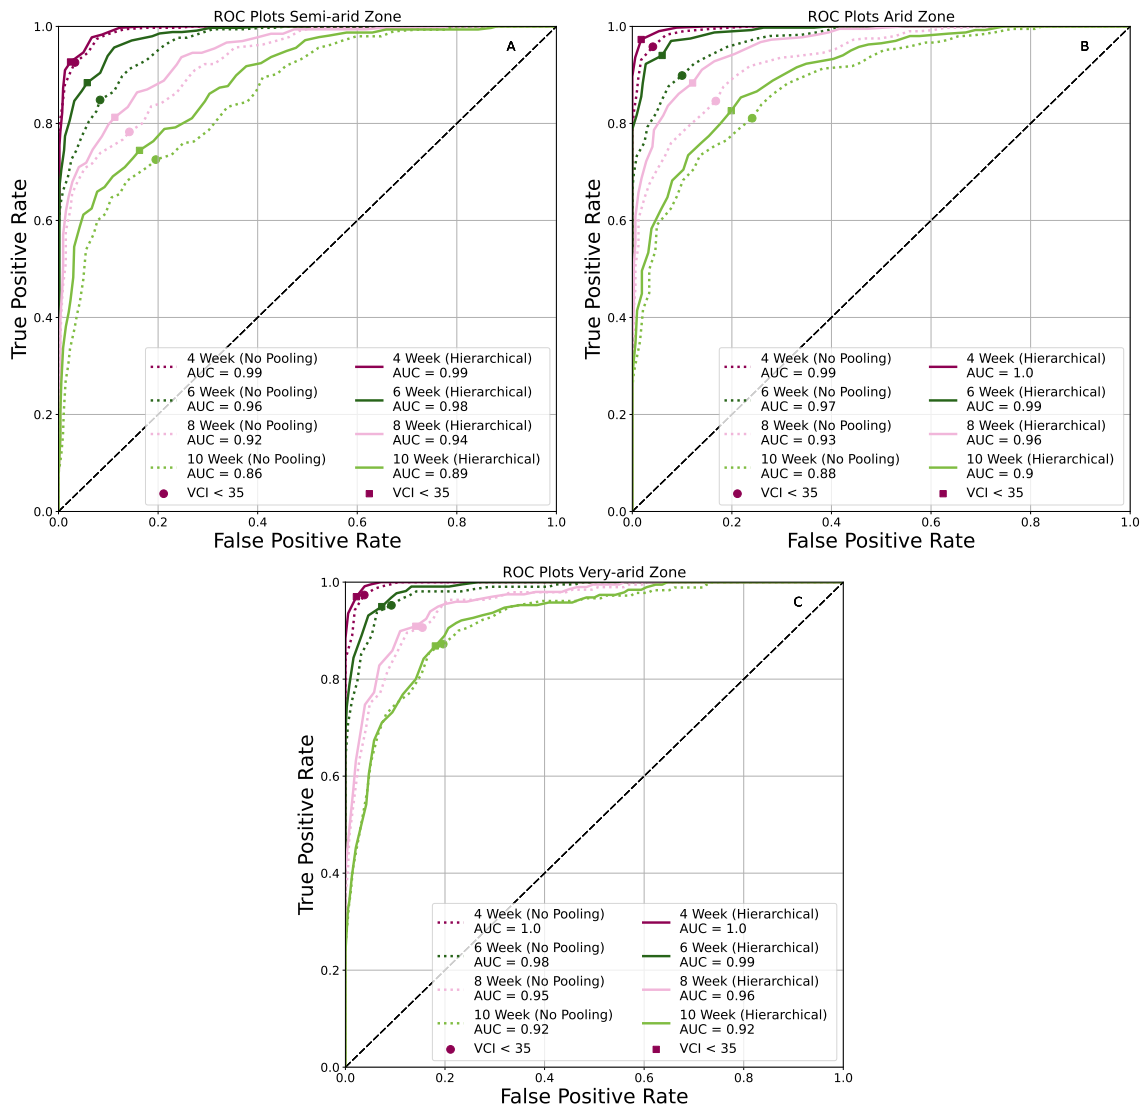 ROC Plots Semi-arid Zone
A
True Positive Rate
1.0
0.8
0.6
0.4
0.2
0.0
0.0 0.2 0.4 0.6 0.8 1.0
False Positive Rate
4 Week (No Pooling)
AUC = 0.99
6 Week (No Pooling)
AUC = 0.96
8 Week (No Pooling)
AUC = 0.92
10 Week (No Pooling)
AUC = 0.86
VCI < 35
4 Week (Hierarchical)
AUC = 0.99
6 Week (Hierarchical)
AUC = 0.98
8 Week (Hierarchical)
AUC = 0.94
10 Week (Hierarchical)
AUC = 0.89
VCI < 35
ROC Plots Arid Zone
B
True Positive Rate
1.0
0.8
0.6
0.4
0.2
0.0
0.0 0.2 0.4 0.6 0.8 1.0
False Positive Rate
4 Week (No Pooling)
AUC = 0.99
6 Week (No Pooling)
AUC = 0.97
8 Week (No Pooling)
AUC = 0.93
10 Week (No Pooling)
AUC = 0.88
VCI < 35
4 Week (Hierarchical)
AUC = 1.0
6 Week (Hierarchical)
AUC = 0.99
8 Week (Hierarchical)
AUC = 0.96
10 Week (Hierarchical)
AUC = 0.9
VCI < 35
ROC Plots Very-arid Zone
C
True Positive Rate
1.0
0.8
0.6
0.4
0.2
0.0
0.0 0.2 0.4 0.6 0.8 1.0
False Positive Rate
4 Week (No Pooling)
AUC = 1.0
6 Week (No Pooling)
AUC = 0.98
8 Week (No Pooling)
AUC = 0.95
10 Week (No Pooling)
AUC = 0.92
VCI < 35
4 Week (Hierarchical)
AUC = 1.0
6 Week (Hierarchical)
AUC = 0.99
8 Week (Hierarchical)
AUC = 0.96
10 Week (Hierarchical)
AUC = 0.92
VCI < 35